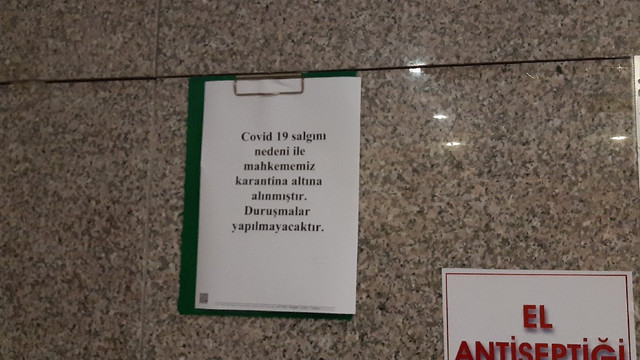 Covid 19 salgını
nedeni ile
mahkememiz
karantina altına
alınmıştır.
Duruşmalar
yapılmayacaktır.
EL
ANTİSEPTİĞİ